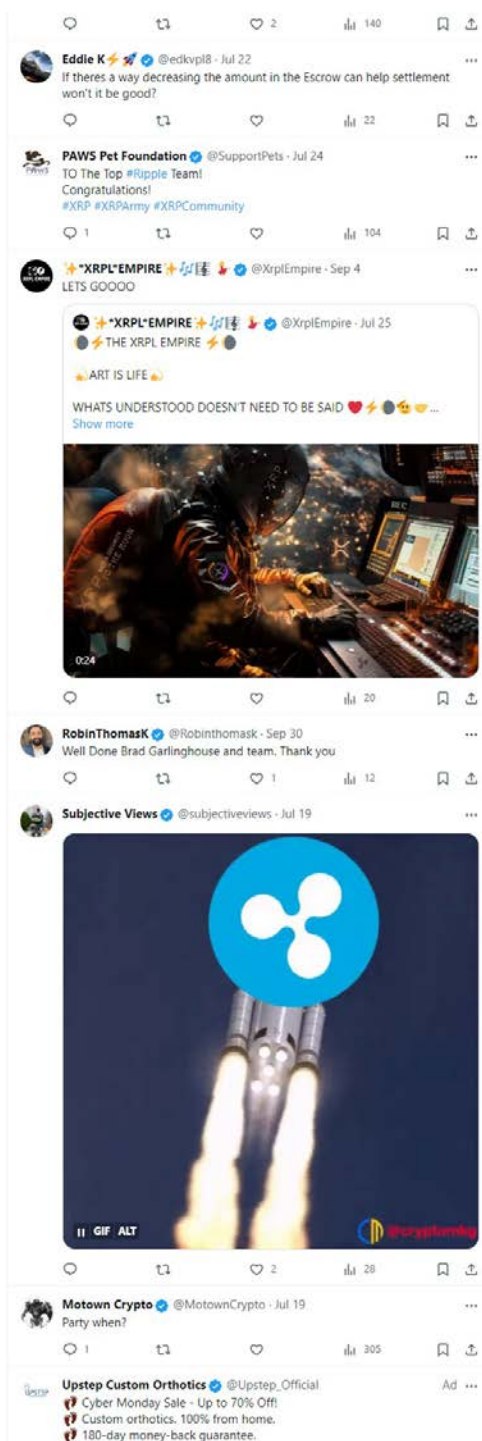 2 140
Eddie K⚡🚀 @edkvpl8 · Jul 22
If theres a way decreasing the amount in the Escrow can help settlement
won't it be good?
22
PAWS Pet Foundation @SupportPets · Jul 24
TO The Top #Ripple Team!
Congratulations!
#XRP #XRPArmy #XRPCommunity
1 104
✨*XRPL*EMPIRE✨🎶🎼💃 @XrplEmpire · Sep 4
LETS GOOOO
✨*XRPL*EMPIRE✨🎶🎼💃 @XrplEmpire · Jul 25
🌘⚡THE XRPL EMPIRE⚡🌘
💫ART IS LIFE💫
WHATS UNDERSTOOD DOESN'T NEED TO BE SAID ❤️⚡🌘🫡🤝...
Show more
XRP
REC
0:24
20
RobinThomasK @Robinthomask · Sep 30
Well Done Brad Garlinghouse and team. Thank you
1 12
Subjective Views @subjectiveviews · Jul 19
GIF ALT
@cryptomkg
2 28
Motown Crypto @MotownCrypto · Jul 19
Party when?
1 305
Upstep Custom Orthotics @Upstep_Official Ad
👣 Cyber Monday Sale - Up to 70% Off!
👣 Custom orthotics. 100% from home.
👣 180-day money-back guarantee.